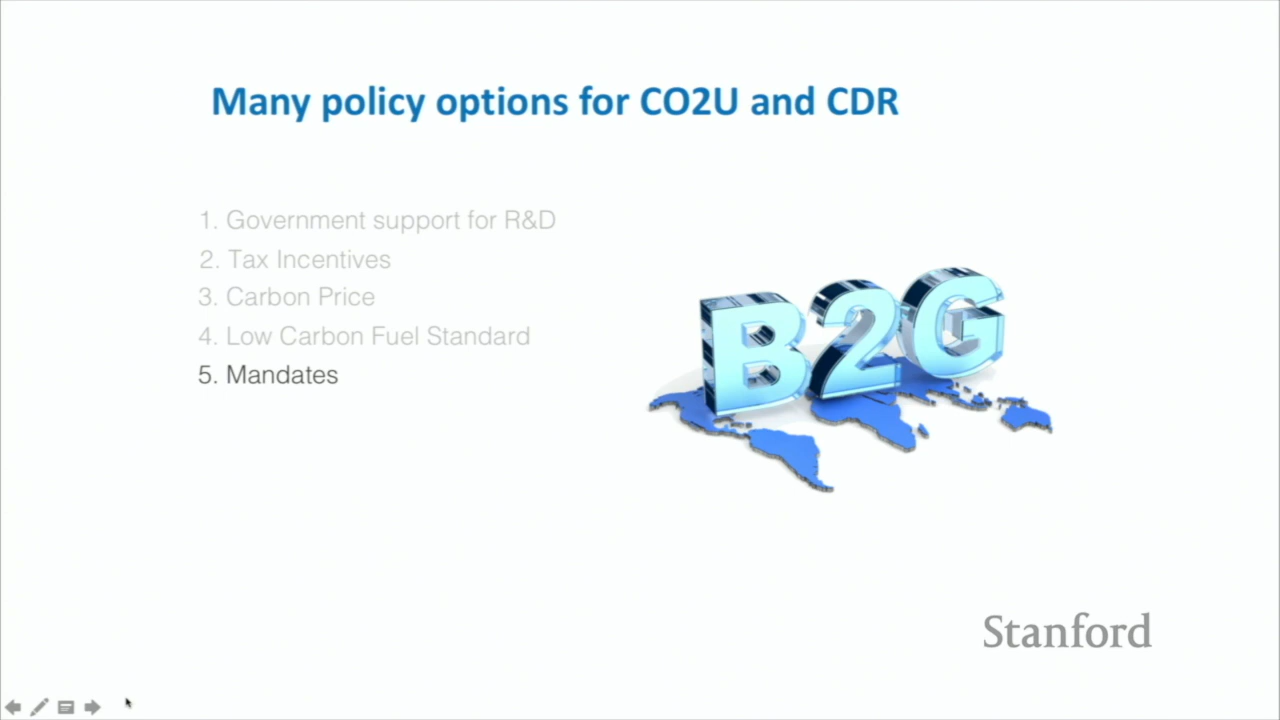 Many policy options for CO2U and CDR
1. Government support for R&D
2. Tax Incentives
3. Carbon Price
4. Low Carbon Fuel Standard
5. Mandates
B2G
Stanford